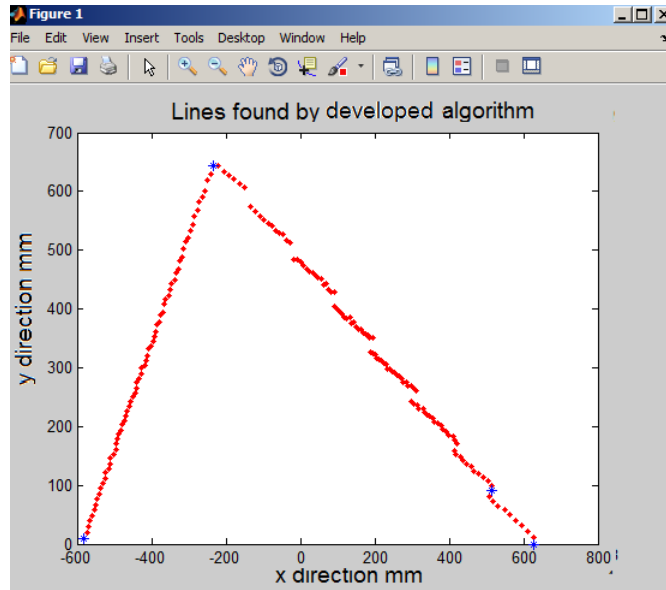 Figure 1
File Edit View Insert Tools Desktop Window Help
Lines found by developed algorithm
700
600
500
400
300
200
100
0
y direction mm
-600 -400 -200 0 200 400 600 800
x direction mm